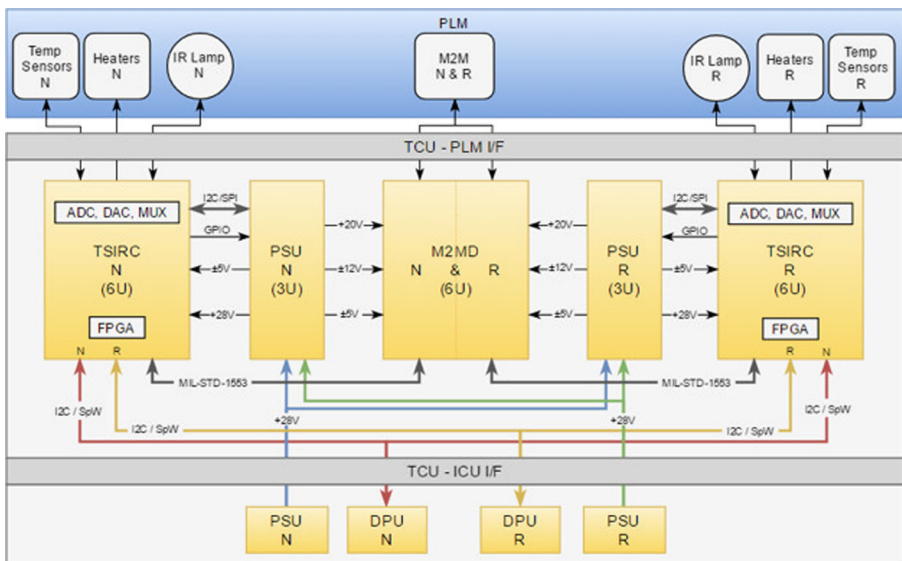 PLM
Temp
Sensors
N
Heaters
N
IR Lamp
N
M2M
N & R
IR Lamp
R
Heaters
R
Temp
Sensors
R
TCU - PLM I/F
ADC, DAC, MUX
TSIRC
N
(6U)
FPGA
N R
I2C/SPI
GPIO
±5V
+28V
PSU
N
(3U)
+20V
±12V
±5V
M2MD
N & R
(6U)
+20V
±12V
±5V
PSU
R
(3U)
I2C/SPI
GPIO
±5V
+28V
ADC, DAC, MUX
TSIRC
R
(6U)
FPGA
R N
MIL-STD-1553
MIL-STD-1553
I2C / SpW
I2C / SpW
+28V
+28V
I2C / SpW
I2C / SpW
TCU - ICU I/F
PSU
N
DPU
N
DPU
R
PSU
R